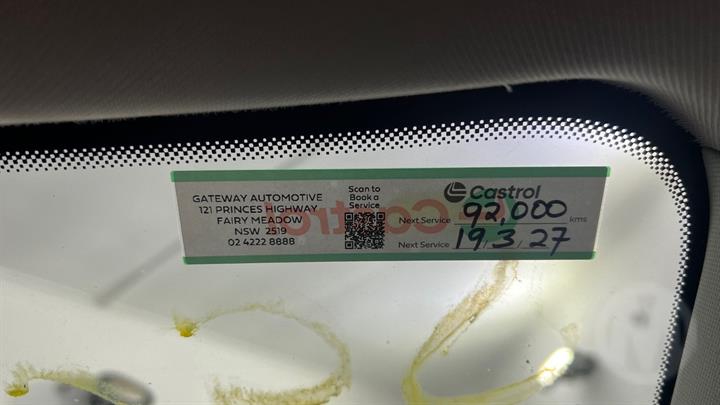 GATEWAY AUTOMOTIVE
121 PRINCES HIGHWAY
FAIRY MEADOW
NSW 2519
02 4222 8888
Scan to
Book a
Service
Castrol
Next Service 92,000 kms
Next Service 19/3/27
Castrol